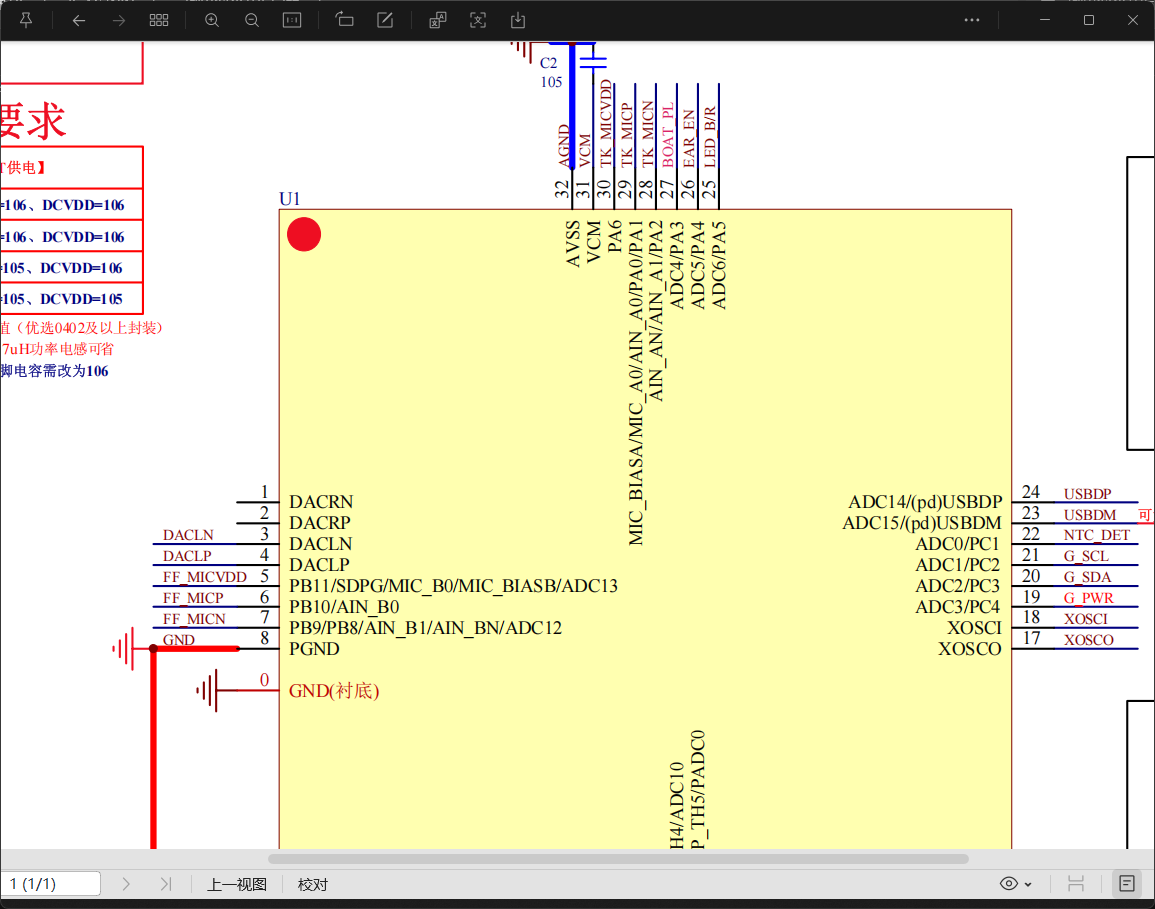 要求
T供电】
=106、DCVDD=106
=106、DCVDD=106
=105、DCVDD=106
=105、DCVDD=105
值（优选0402及以上封装）
7uH功率电感可省
脚电容需改为106
C2
105
AGND
VCM
TK_MICVDD
TK_MICP
TK_MICN
BOAT_PL
EAR_EN
LED_B/R
32
31
30
29
28
27
26
25
U1
AVSS
VCM
PA6
MIC_BIASA/MIC_A0/AIN_A0/PA0/PA1
AIN_AN/AIN_A1/PA2
ADC4/PA3
ADC5/PA4
ADC6/PA5
1 DACRN
2 DACRP
DACLN 3 DACLN
DACLP 4 DACLP
FF_MICVDD 5 PB11/SDPG/MIC_B0/MIC_BIASB/ADC13
FF_MICP 6 PB10/AIN_B0
FF_MICN 7 PB9/PB8/AIN_B1/AIN_BN/ADC12
GND 8 PGND
0 GND(衬底)
ADC14/(pd)USBDP 24 USBDP
ADC15/(pd)USBDM 23 USBDM 可
ADC0/PC1 22 NTC_DET
ADC1/PC2 21 G_SCL
ADC2/PC3 20 G_SDA
ADC3/PC4 19 G_PWR
XOSCI 18 XOSCI
XOSCO 17 XOSCO
H4/ADC10
P_TH5/PADC0
1 (1/1)
上一视图
校对